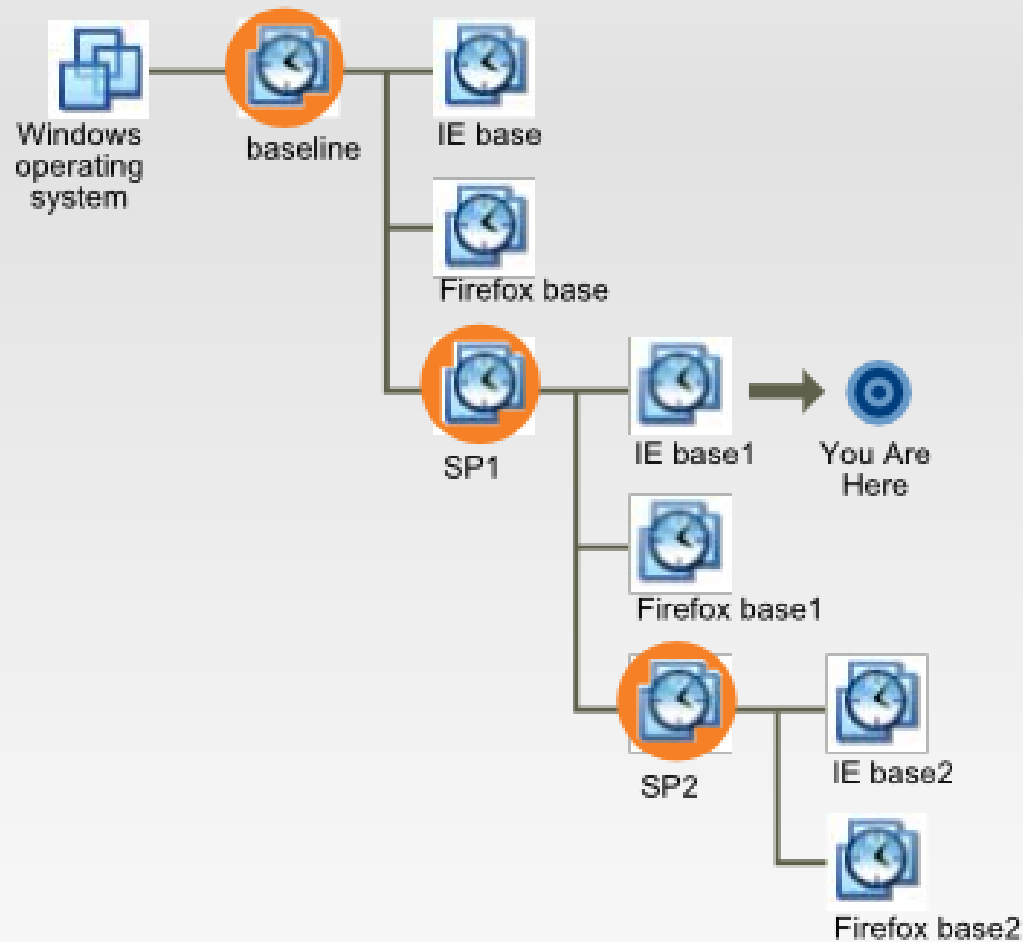 Windows
operating
system
baseline
IE base
Firefox base
SP1
IE base1
You Are
Here
Firefox base1
SP2
IE base2
Firefox base2